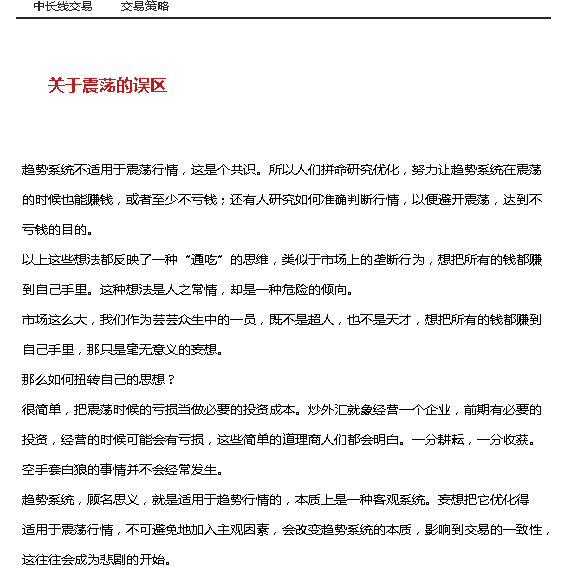 中长线交易 交易策略
关于震荡的误区
趋势系统不适用于震荡行情，这是个共识。所以人们拼命研究优化，努力让趋势系统在震荡
的时候也能赚钱，或者至少不亏钱；还有人研究如何准确判断行情，以便避开震荡，达到不
亏钱的目的。
以上这些想法都反映了一种“通吃”的思维，类似于市场上的垄断行为，想把所有的钱都赚
到自己手里。这种想法是人之常情，却是一种危险的倾向。
市场这么大，我们作为芸芸众生中的一员，既不是超人，也不是天才，想把所有的钱都赚到
自己手里，那只是毫无意义的妄想。
那么如何扭转自己的思想？
很简单，把震荡时候的亏损当做必要的投资成本。炒外汇就象经营一个企业，前期有必要的
投资，经营的时候可能会有亏损，这些简单的道理商人们都会明白。一分耕耘，一分收获。
空手套白狼的事情并不会经常发生。
趋势系统，顾名思义，就是适用于趋势行情的，本质上是一种客观系统。妄想把它优化得
适用于震荡行情，不可避免地加入主观因素，会改变趋势系统的本质，影响到交易的一致性，
这往往会成为悲剧的开始。